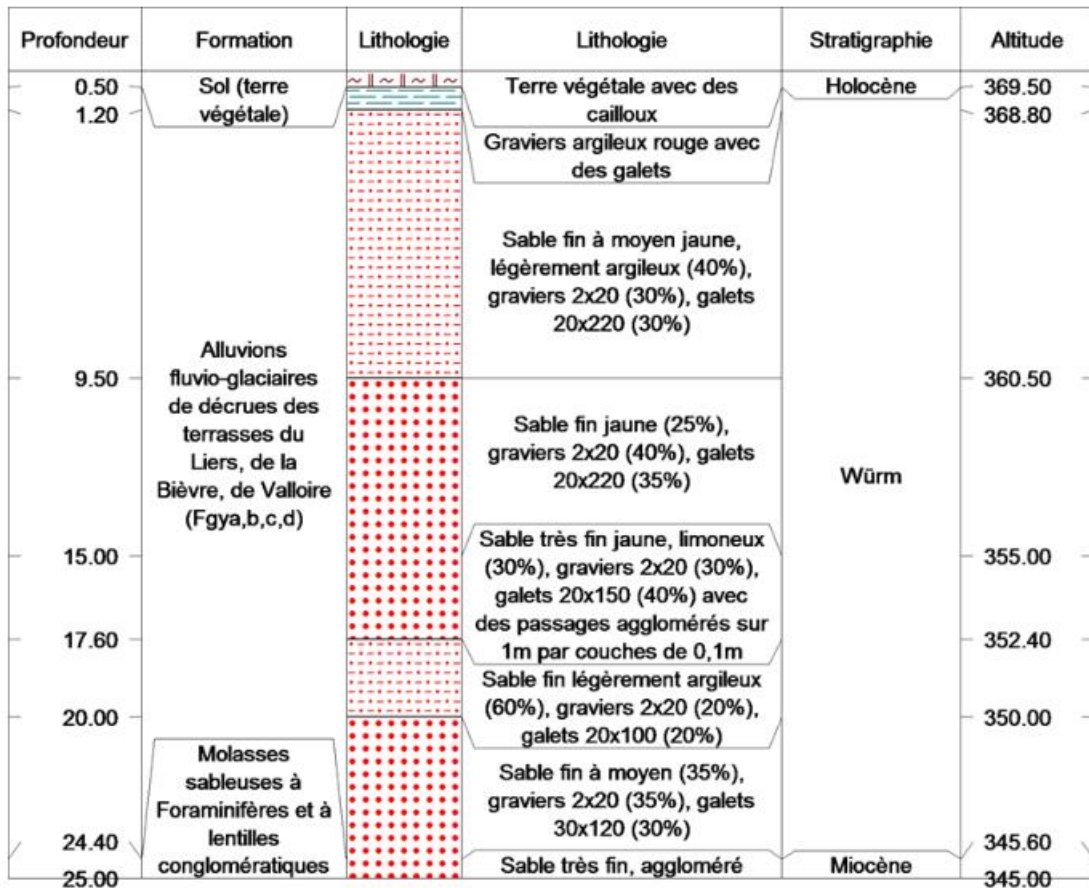 Profondeur Formation Lithologie Lithologie Stratigraphie Altitude
0.50 Sol (terre Terre végétale avec des Holocène 369.50
1.20 végétale) cailloux 368.80
Graviers argileux rouge avec
des galets
Sable fin à moyen jaune,
légèrement argileux (40%),
graviers 2x20 (30%), galets
20x220 (30%)
Alluvions
fluvio-glaciaires
de décrues des
terrasses du
Liers, de la
Bièvre, de Valloire
(Fgya,b,c,d)
9.50 360.50
Sable fin jaune (25%),
graviers 2x20 (40%), galets
20x220 (35%)
Würm
Sable très fin jaune, limoneux
15.00 (30%), graviers 2x20 (30%), 355.00
galets 20x150 (40%) avec
des passages agglomérés sur
17.60 1m par couches de 0,1m 352.40
Sable fin légèrement argileux
(60%), graviers 2x20 (20%),
20.00 galets 20x100 (20%) 350.00
Molasses
sableuses à
Foraminifères et à
lentilles
conglomératiques
Sable fin à moyen (35%),
graviers 2x20 (35%), galets
30x120 (30%)
24.40 345.60
25.00 Sable très fin, aggloméré Miocène 345.00